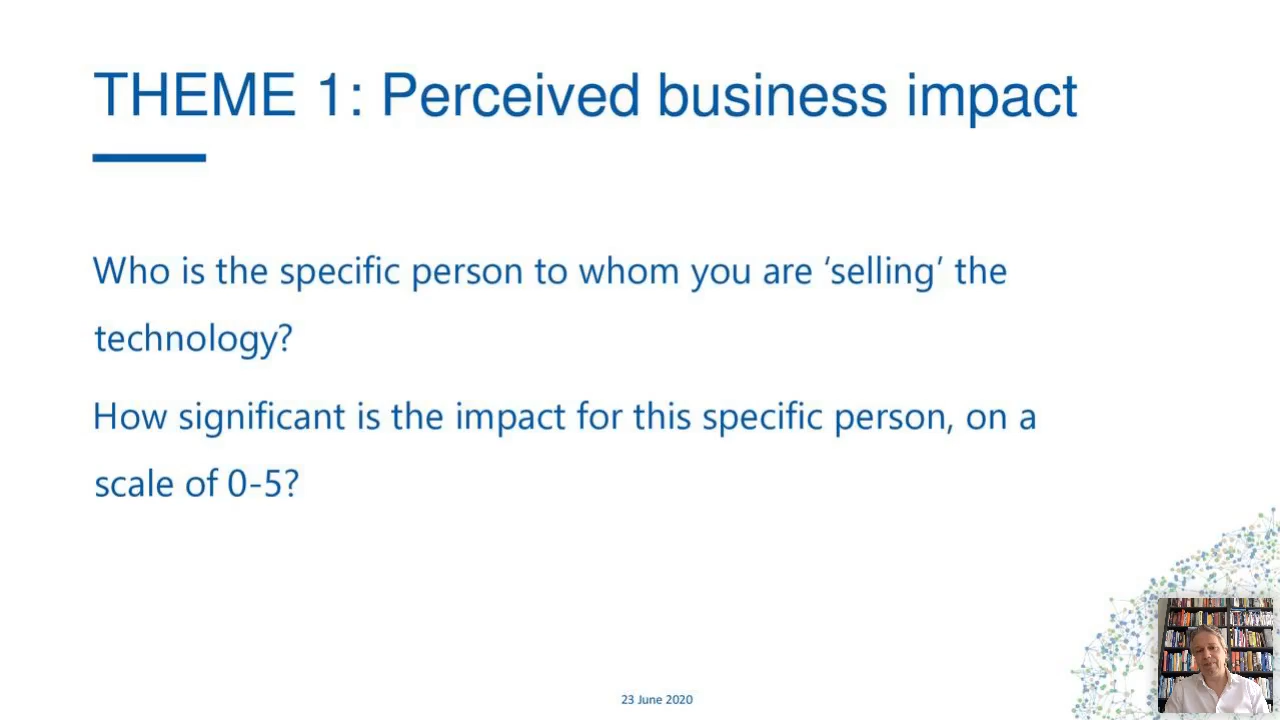 THEME 1: Perceived business impact
Who is the specific person to whom you are ‘selling’ the
technology?
How significant is the impact for this specific person, on a
scale of 0-5?
23 June 2020